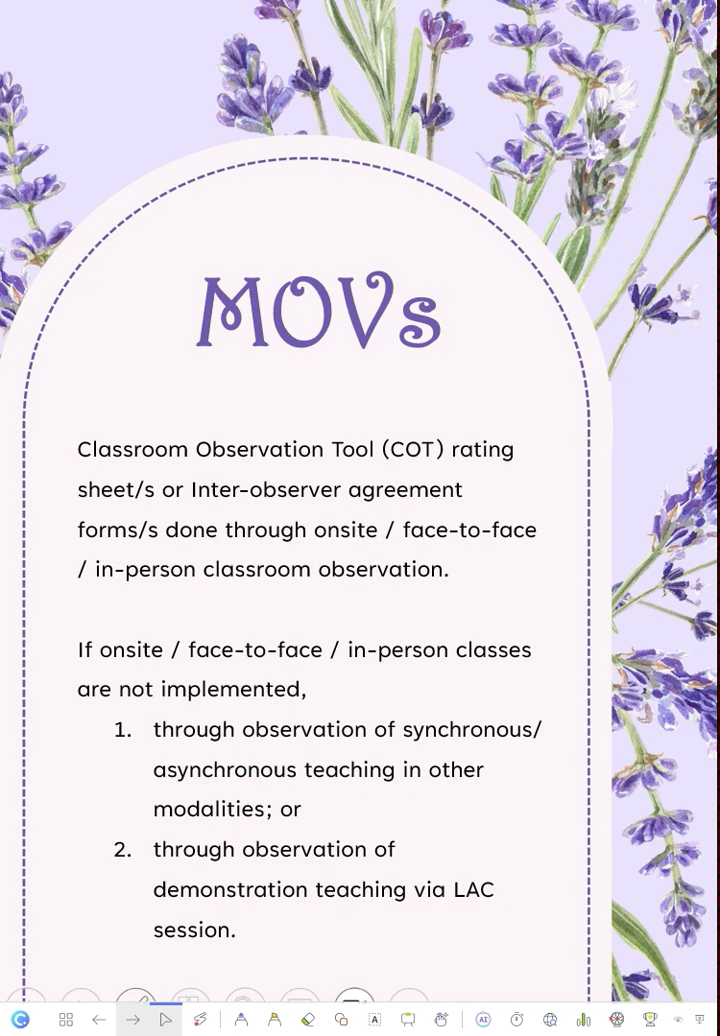 MOVs
Classroom Observation Tool (COT) rating
sheet/s or Inter-observer agreement
forms/s done through onsite / face-to-face
/ in-person classroom observation.
If onsite / face-to-face / in-person classes
are not implemented,
1. through observation of synchronous/
asynchronous teaching in other
modalities; or
2. through observation of
demonstration teaching via LAC
session.
A
AI